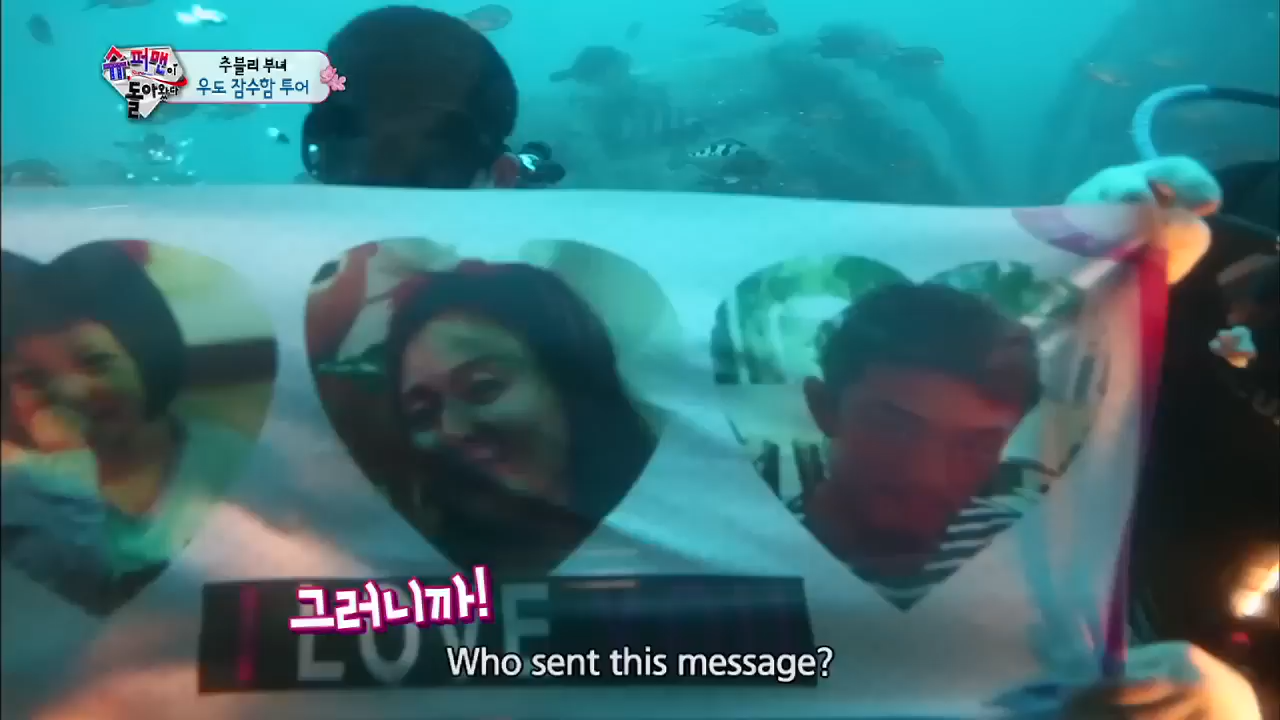 슈퍼맨이
돌아왔다
추블리 부녀
우도 잠수함 투어
그러니까!
I LOVE
Who sent this message?